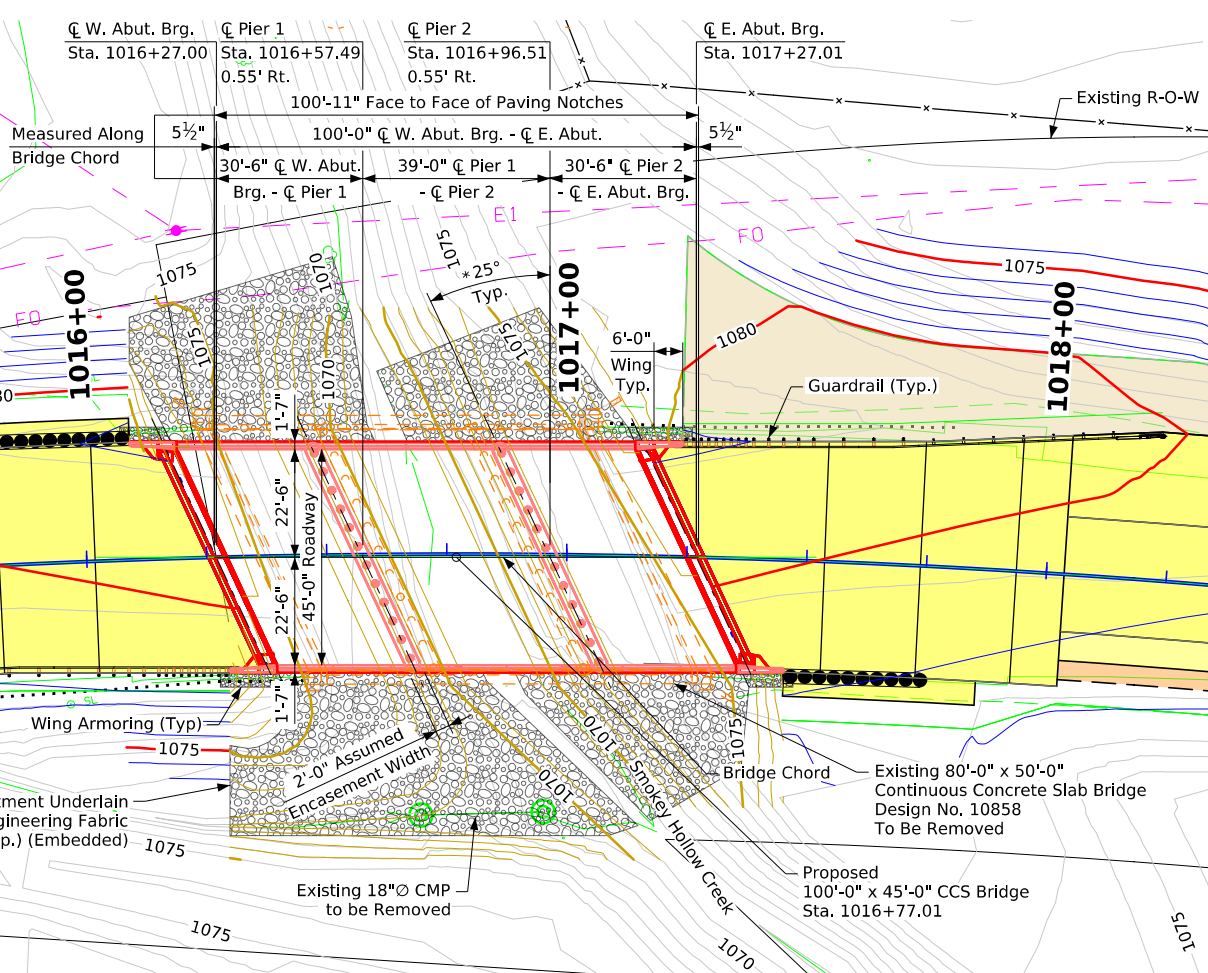 ℄ W. Abut. Brg.
Sta. 1016+27.00
℄ Pier 1
Sta. 1016+57.49
0.55' Rt.
℄ Pier 2
Sta. 1016+96.51
0.55' Rt.
℄ E. Abut. Brg.
Sta. 1017+27.01
100'-11" Face to Face of Paving Notches
Existing R-O-W
Measured Along
Bridge Chord
5½"
100'-0" ℄ W. Abut. Brg. - ℄ E. Abut.
5½"
30'-6" ℄ W. Abut.
Brg. - ℄ Pier 1
39'-0" ℄ Pier 1
- ℄ Pier 2
30'-6" ℄ Pier 2
- ℄ E. Abut. Brg.
E1
FO
FO
1075
1070
1075
*25°
Typ.
1075
1016+00
1017+00
1018+00
1075
1075
1070
1080
6'-0"
Wing
Typ.
Guardrail (Typ.)
1'-7"
22'-6"
45'-0" Roadway
22'-6"
1'-7"
SL
Wing Armoring (Typ)
1075
2'-0" Assumed
Encasement Width
1070
1070
1075
Smokey Hollow Creek
Bridge Chord
Existing 80'-0" x 50'-0"
Continuous Concrete Slab Bridge
Design No. 10858
To Be Removed
tment Underlain
gineering Fabric
p.) (Embedded)
1075
Existing 18"∅ CMP
to be Removed
Proposed
100'-0" x 45'-0" CCS Bridge
Sta. 1016+77.01
1075
1070
1075